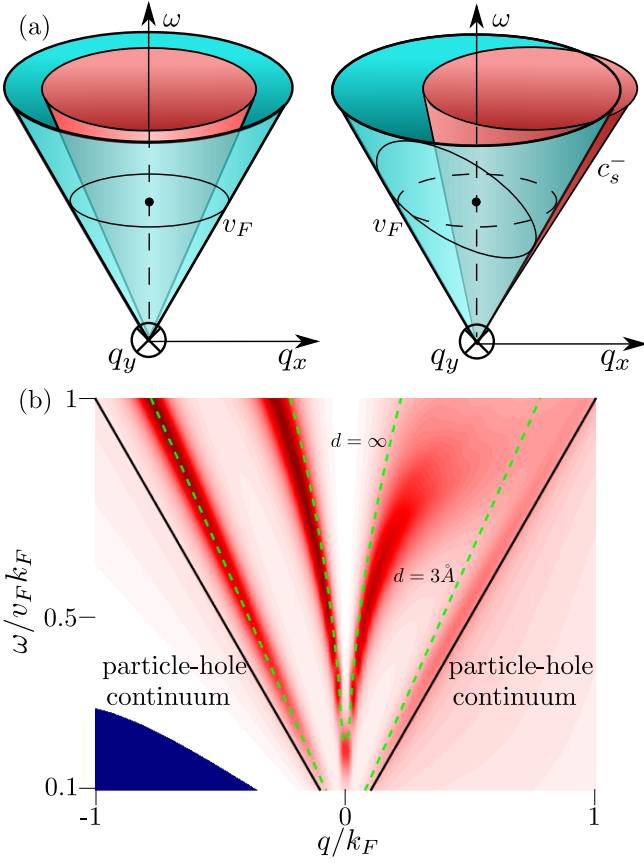 (a)
ω
ω
v_F
v_F
c_s^-
q_y
q_x
q_y
q_x
(b)
1
d = ∞
d = 3Å
0.5
ω/v_F k_F
particle-hole
continuum
particle-hole
continuum
0.1
-1
0
1
q/k_F